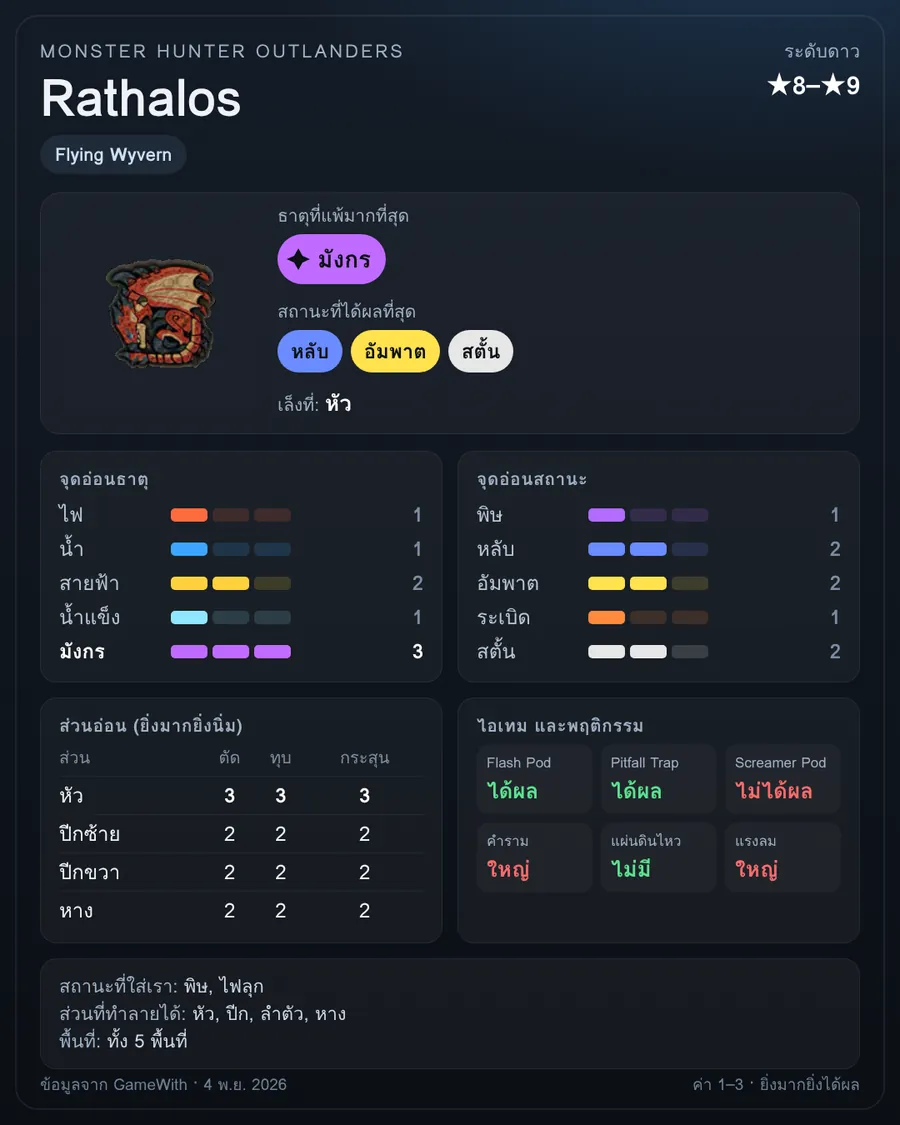 MONSTER HUNTER OUTLANDERS
ระดับดาว
Rathalos
★8–★9
Flying Wyvern
ธาตุที่แพ้มากที่สุด
✦ มังกร
สถานะที่ได้ผลที่สุด
หลับ อัมพาต สตั้น
เล็งที่: หัว
จุดอ่อนธาตุ
ไฟ 1
น้ำ 1
สายฟ้า 2
น้ำแข็ง 1
มังกร 3
จุดอ่อนสถานะ
พิษ 1
หลับ 2
อัมพาต 2
ระเบิด 1
สตั้น 2
ส่วนอ่อน (ยิ่งมากยิ่งนิ่ม)
ส่วน ตัด ทุบ กระสุน
หัว 3 3 3
ปีกซ้าย 2 2 2
ปีกขวา 2 2 2
หาง 2 2 2
ไอเทม และพฤติกรรม
Flash Pod Pitfall Trap Screamer Pod
ได้ผล ได้ผล ไม่ได้ผล
คำราม แผ่นดินไหว แรงลม
ใหญ่ ไม่มี ใหญ่
สถานะที่ใส่เรา: พิษ, ไฟลุก
ส่วนที่ทำลายได้: หัว, ปีก, ลำตัว, หาง
พื้นที่: ทั้ง 5 พื้นที่
ข้อมูลจาก GameWith · 4 พ.ย. 2026
ค่า 1–3 · ยิ่งมากยิ่งได้ผล